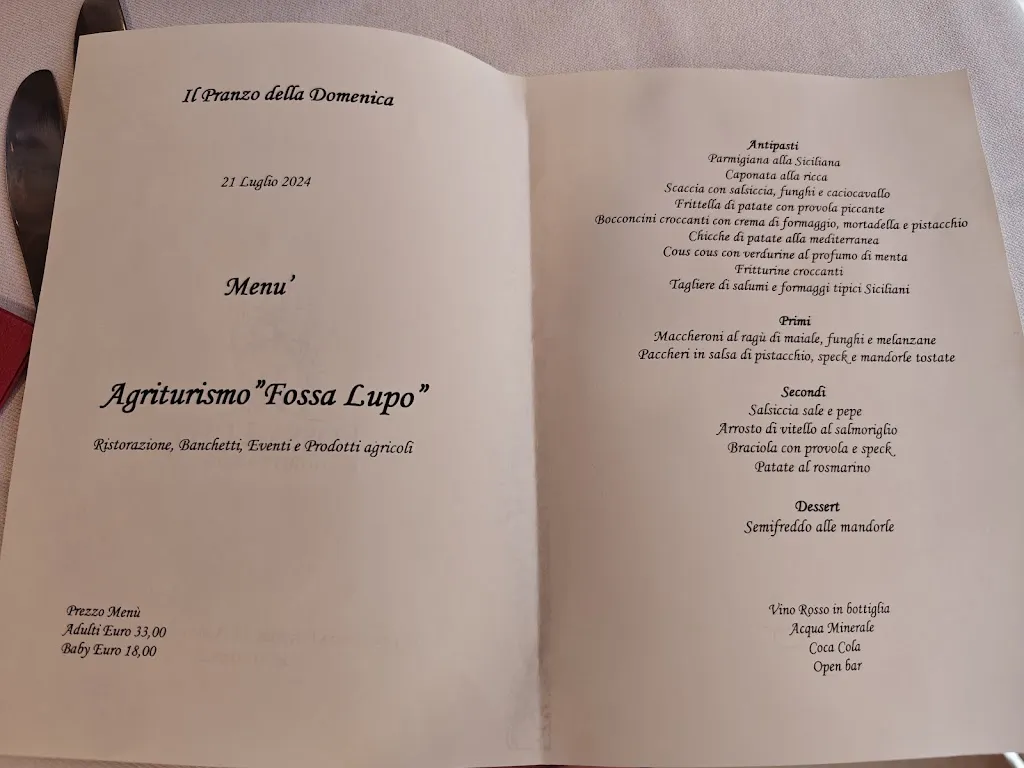 Il Pranzo della Domenica
21 Luglio 2024
Menu'
Agriturismo"Fossa Lupo"
Ristorazione, Banchetti, Eventi e Prodotti agricoli
Prezzo Menù
Adulti Euro 33,00
Baby Euro 18,00
Antipasti
Parmigiana alla Siciliana
Caponata alla ricca
Scaccia con salsiccia, funghi e caciocavallo
Frittella di patate con provola piccante
Bocconcini croccanti con crema di formaggio, mortadella e pistacchio
Chicche di patate alla mediterranea
Cous cous con verdurine al profumo di menta
Fritturine croccanti
Tagliere di salumi e formaggi tipici Siciliani
Primi
Maccheroni al ragù di maiale, funghi e melanzane
Paccheri in salsa di pistacchio, speck e mandorle tostate
Secondi
Salsiccia sale e pepe
Arrosto di vitello al salmoriglio
Braciola con provola e speck
Patate al rosmarino
Dessert
Semifreddo alle mandorle
Vino Rosso in bottiglia
Acqua Minerale
Coca Cola
Open bar